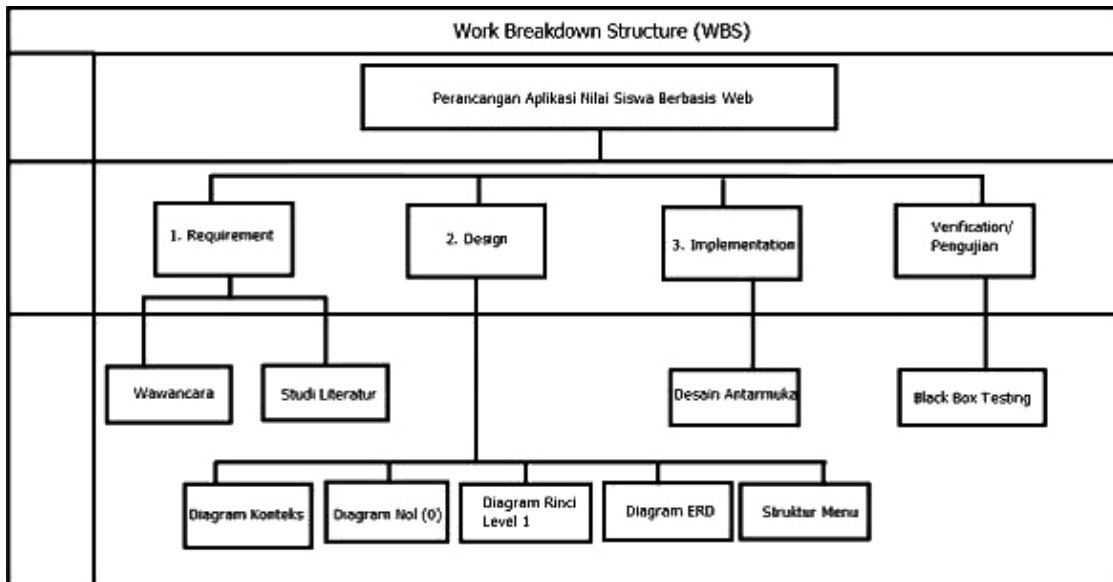 Work Breakdown Structure (WBS)
Perancangan Aplikasi Nilai Siswa Berbasis Web
1. Requirement
2. Design
3. Implementation
Verification/
Pengujian
Wawancara
Studi Literatur
Desain Antarmuka
Black Box Testing
Diagram Konteks
Diagram Nol (0)
Diagram Rinci
Level 1
Diagram ERD
Struktur Menu